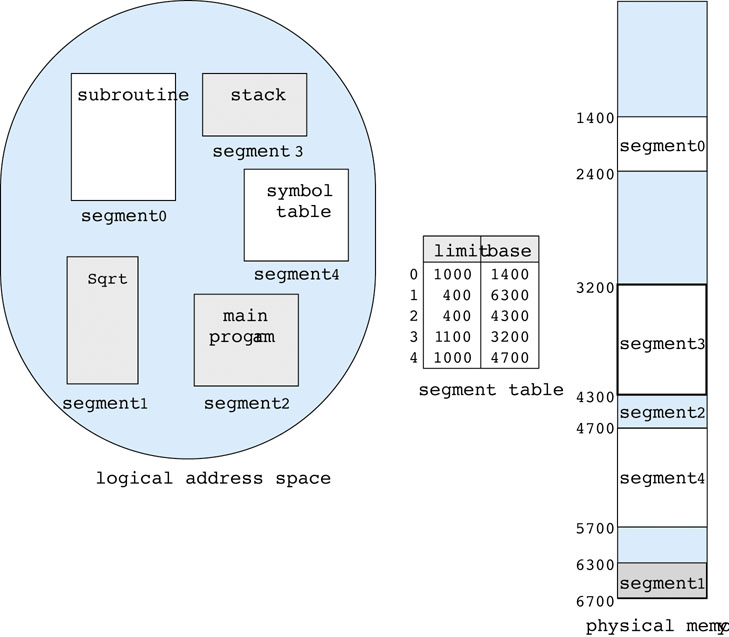 subroutine
stack
segment 3
symbol
table
segment0
segment4
Sqrt
main
progam
segment1
segment2
logical address space
limit base
0 1000 1400
1 400 6300
2 400 4300
3 1100 3200
4 1000 4700
segment table
1400
segment0
2400
3200
segment3
4300
segment2
4700
segment4
5700
6300
segment1
6700
physical